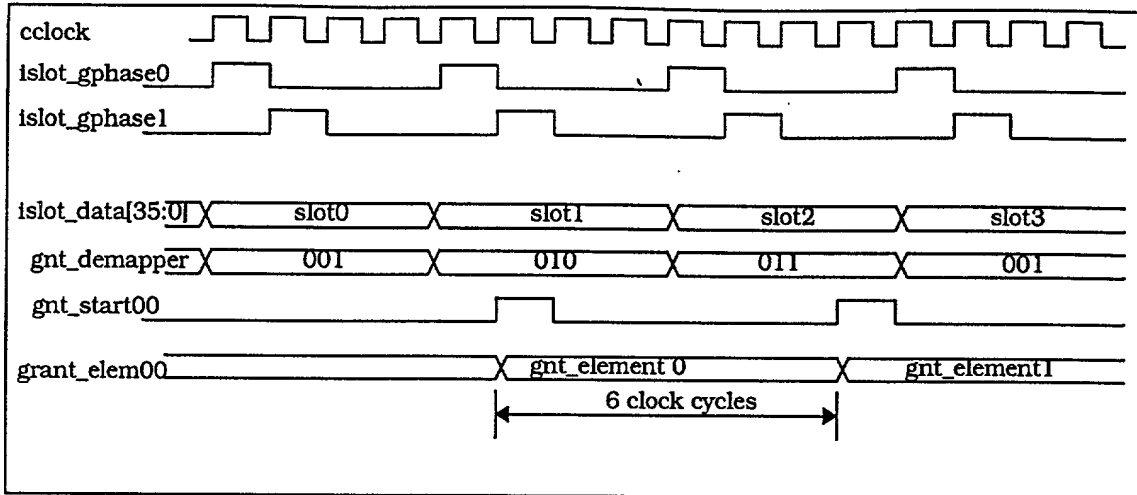 cclock
islot_gphase0
islot_gphase1
islot_data[35:0] slot0 slot1 slot2 slot3
gnt_demapper 001 010 011 001
gnt_start00
grant_elem00 gnt_element 0 gnt_element1
6 clock cycles